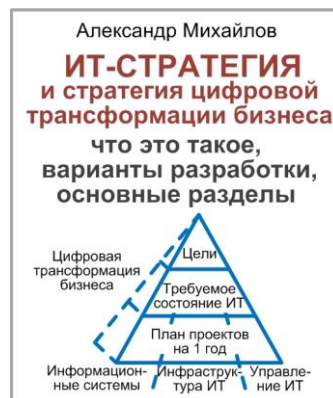 Александр Михайлов
ИТ-СТРАТЕГИЯ
и стратегия цифровой
трансформации бизнеса
что это такое,
варианты разработки,
основные разделы
Цифровая
трансформация
бизнеса
Цели
Требуемое
состояние ИТ
План проектов
на 1 год
Информацион-
ные системы
Инфраструк-
тура ИТ
Управле-
ние ИТ